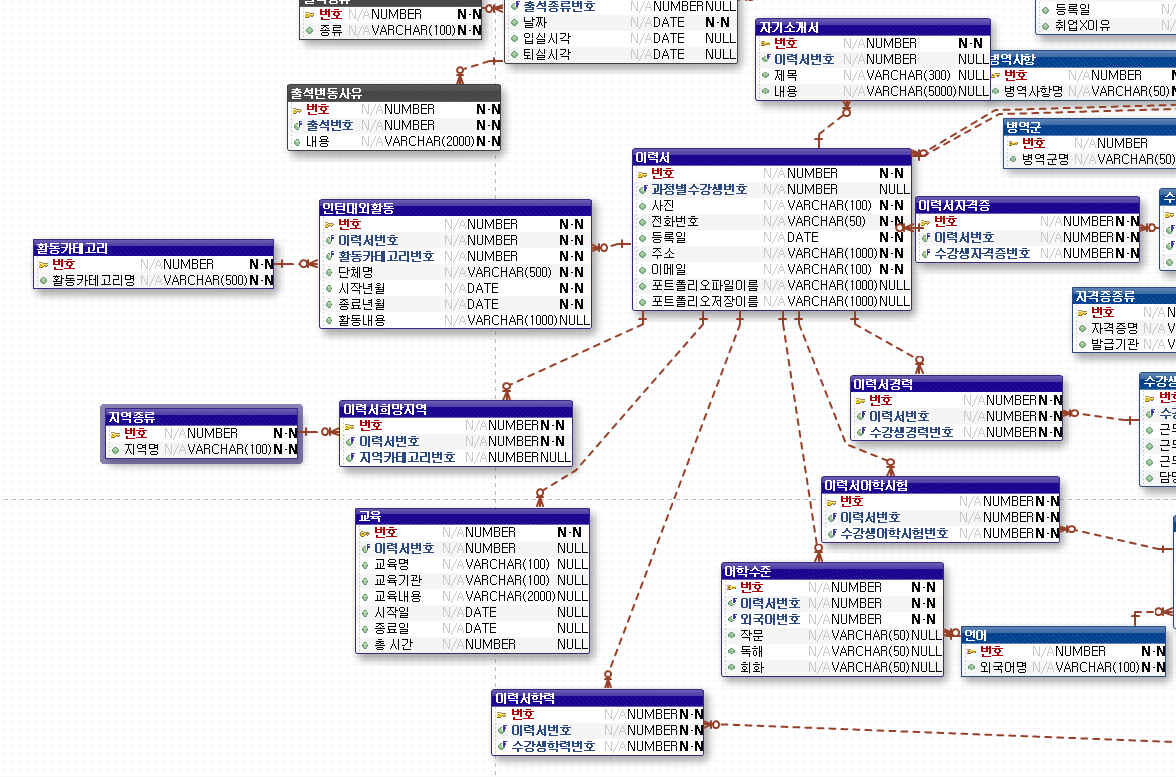 번호 N/A NUMBER N-N
종류 N/A VARCHAR(100) N-N
출석종류번호 N/A NUMBER NULL
날짜 N/A DATE N-N
입실시각 N/A DATE NULL
퇴실시각 N/A DATE NULL
출석변동사유
번호 N/A NUMBER N-N
출석번호 N/A NUMBER N-N
내용 N/A VARCHAR(2000) N-N
자기소개서
번호 N/A NUMBER N-N
이력서번호 N/A NUMBER NULL
제목 N/A VARCHAR(300) NULL
내용 N/A VARCHAR(5000) NULL
등록일
취업X이유
병역사항
번호 N/A NUMBER
병역사항명 N/A VARCHAR(50)
병역군
번호 N/A NUMBER
병역군명 N/A VARCHAR(50)
이력서
번호 N/A NUMBER N-N
과정별수강생번호 N/A NUMBER NULL
사진 N/A VARCHAR(100) N-N
전화번호 N/A VARCHAR(50) N-N
등록일 N/A DATE N-N
주소 N/A VARCHAR(1000) N-N
이메일 N/A VARCHAR(100) N-N
포트폴리오파일이름 N/A VARCHAR(1000) NULL
포트폴리오저장이름 N/A VARCHAR(1000) NULL
이력서자격증
번호 N/A NUMBER N-N
이력서번호 N/A NUMBER N-N
수강생자격증번호 N/A NUMBER N-N
인턴대외활동
번호 N/A NUMBER N-N
이력서번호 N/A NUMBER N-N
활동카테고리번호 N/A NUMBER N-N
단체명 N/A VARCHAR(500) N-N
시작년월 N/A DATE N-N
종료년월 N/A DATE N-N
활동내용 N/A VARCHAR(1000) NULL
활동카테고리
번호 N/A NUMBER N-N
활동카테고리명 N/A VARCHAR(500) N-N
자격증종류
번호 N/A N
자격증명 N/A V
발급기관 N/A V
이력서경력
번호 N/A NUMBER N-N
이력서번호 N/A NUMBER N-N
수강생경력번호 N/A NUMBER N-N
수강생
번호
지역종류
번호 N/A NUMBER N-N
지역명 N/A VARCHAR(100) N-N
이력서희망지역
번호 N/A NUMBER N-N
이력서번호 N/A NUMBER N-N
지역카테고리번호 N/A NUMBER NULL
이력서어학시험
번호 N/A NUMBER N-N
이력서번호 N/A NUMBER N-N
수강생어학시험번호 N/A NUMBER N-N
교육
번호 N/A NUMBER N-N
이력서번호 N/A NUMBER NULL
교육명 N/A VARCHAR(100) NULL
교육기관 N/A VARCHAR(100) NULL
교육내용 N/A VARCHAR(2000) NULL
시작일 N/A DATE NULL
종료일 N/A DATE NULL
총 시간 N/A NUMBER NULL
어학수준
번호 N/A NUMBER N-N
이력서번호 N/A NUMBER N-N
외국어번호 N/A NUMBER N-N
작문 N/A VARCHAR(50) NULL
독해 N/A VARCHAR(50) NULL
회화 N/A VARCHAR(50) NULL
언어
번호 N/A NUMBER N-N
외국어명 N/A VARCHAR(100) N-N
이력서학력
번호 N/A NUMBER N-N
이력서번호 N/A NUMBER N-N
수강생학력번호 N/A NUMBER N-N